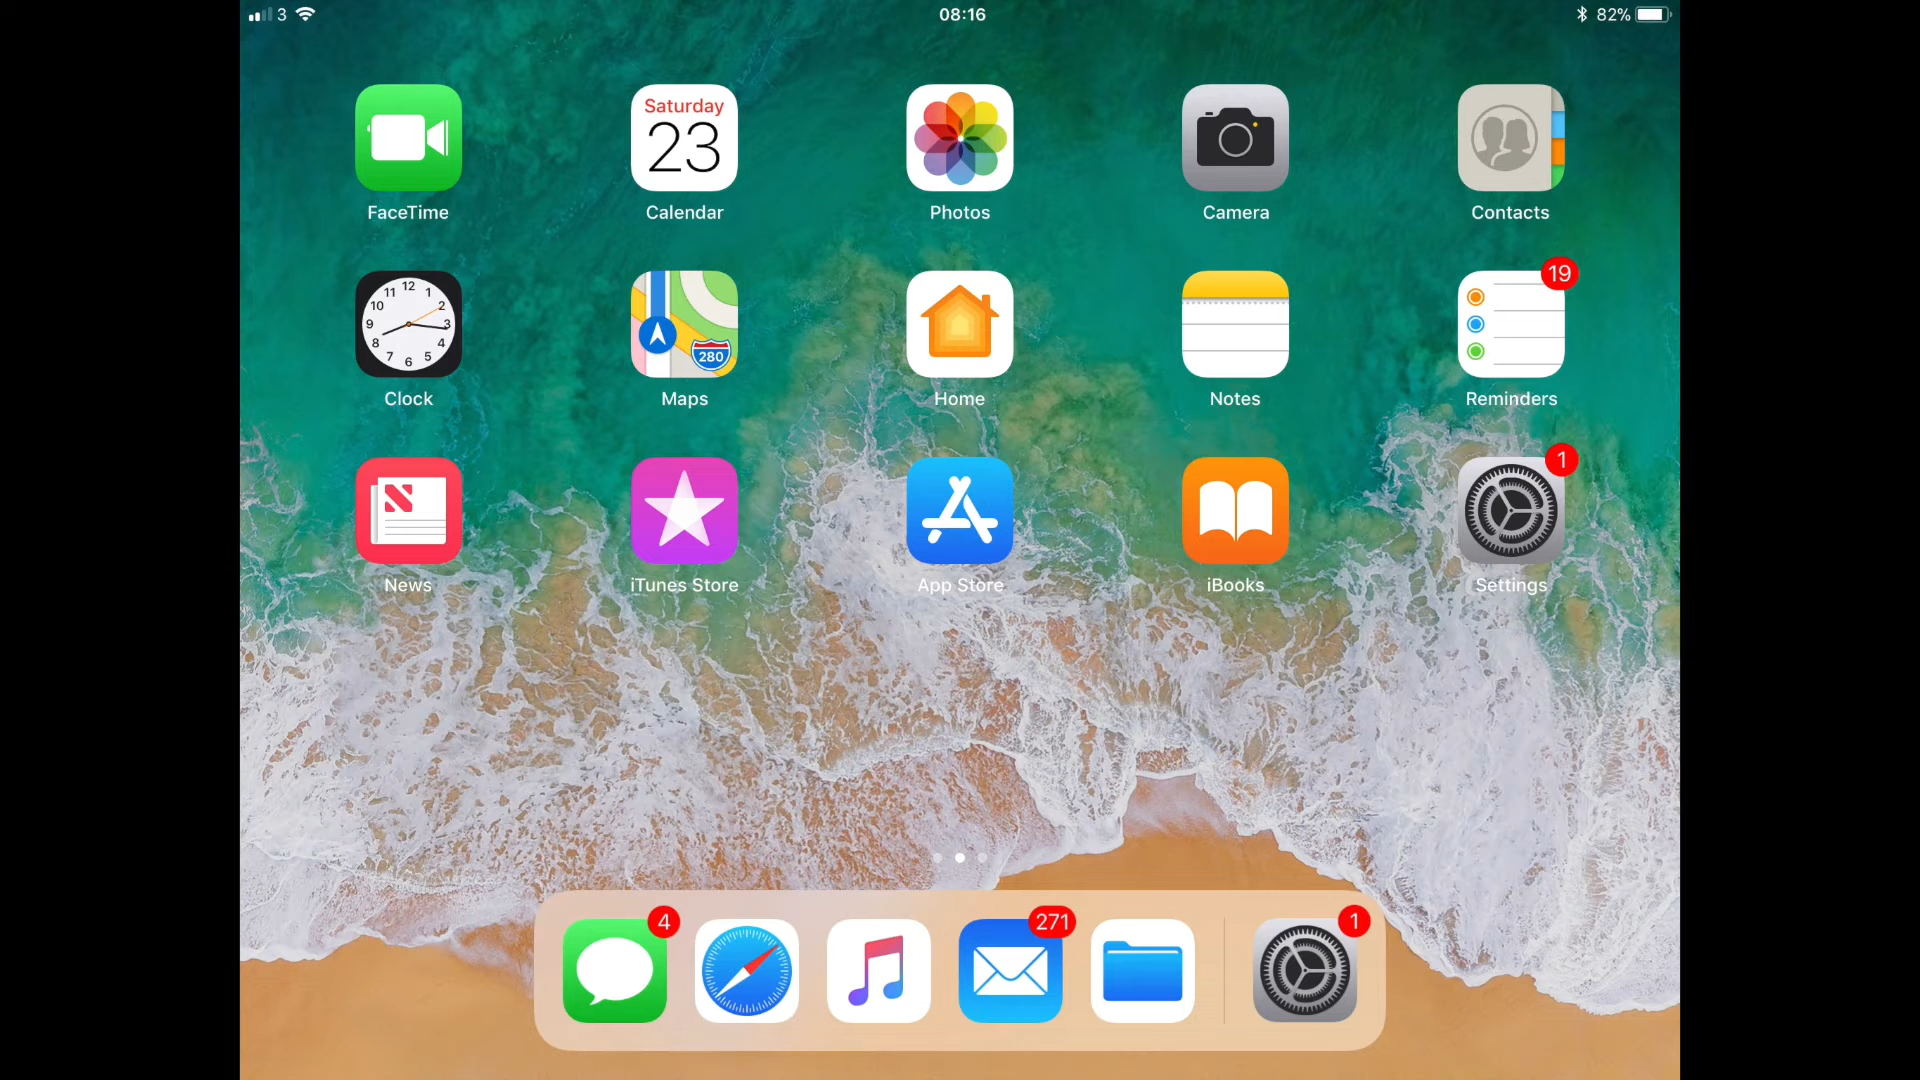 3 08:16 82%
Saturday
23
FaceTime Calendar Photos Camera Contacts
12
11 1
10 2
9 3
8 4
7 5
6
280
19
Clock Maps Home Notes Reminders
1
News iTunes Store App Store iBooks Settings
4 271 1